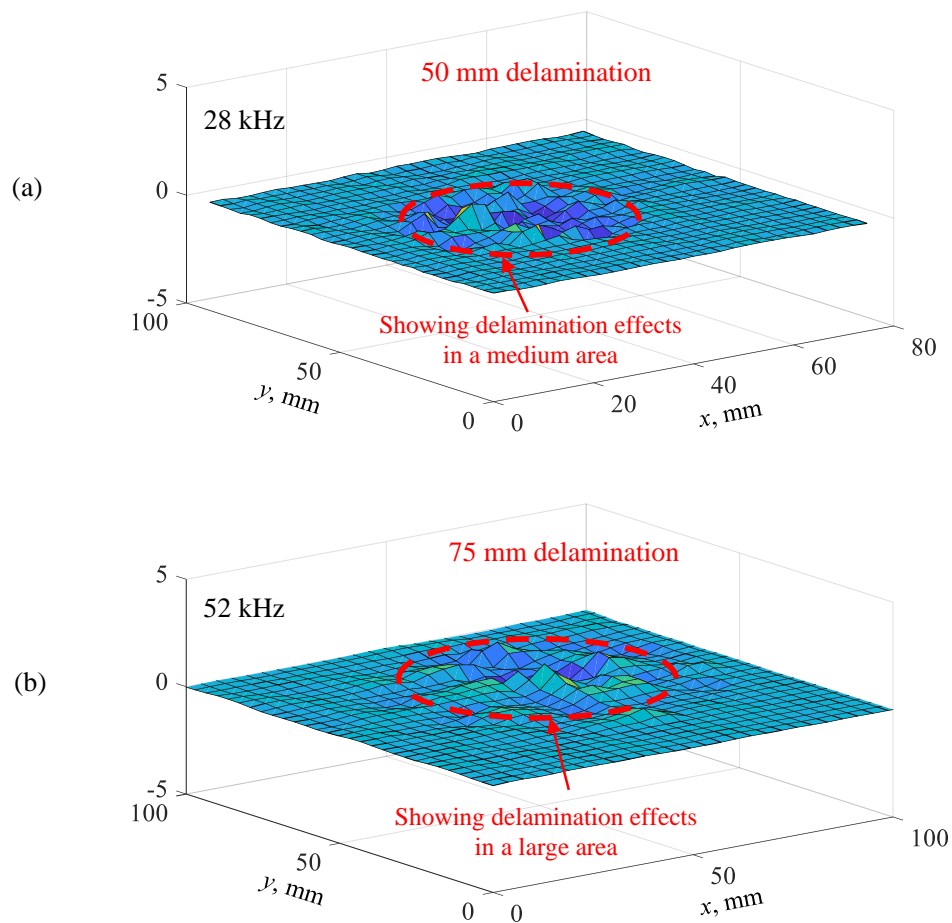 50 mm delamination
5
28 kHz
(a)
0
-5
100
Showing delamination effects
in a medium area
80
60
50
40
20
y, mm
x, mm
0
0
75 mm delamination
5
52 kHz
(b)
0
-5
100
Showing delamination effects
in a large area
100
50
50
y, mm
x, mm
0
0